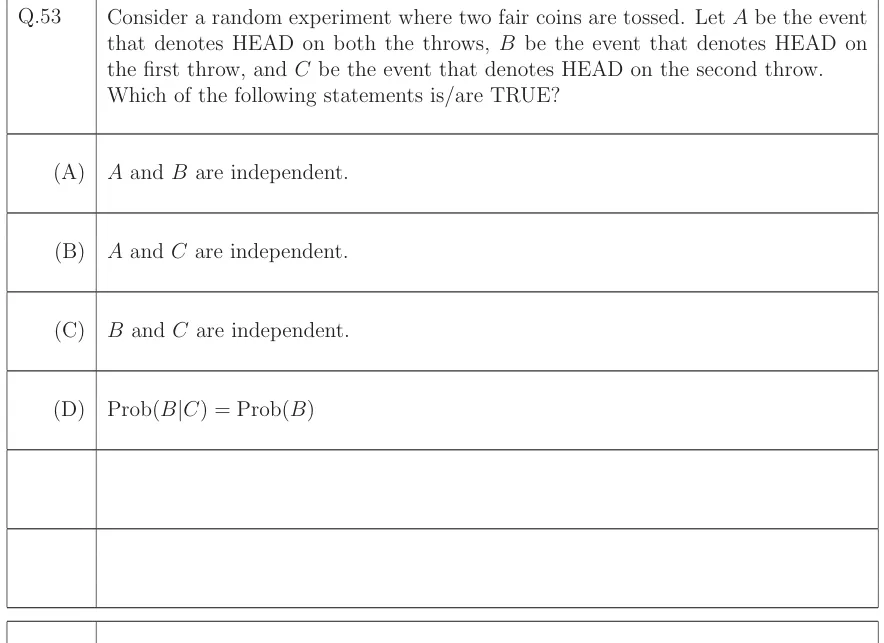 Q.53 Consider a random experiment where two fair coins are tossed. Let A be the event
that denotes HEAD on both the throws, B be the event that denotes HEAD on
the first throw, and C be the event that denotes HEAD on the second throw.
Which of the following statements is/are TRUE?
(A) A and B are independent.
(B) A and C are independent.
(C) B and C are independent.
(D) Prob(B|C) = Prob(B)